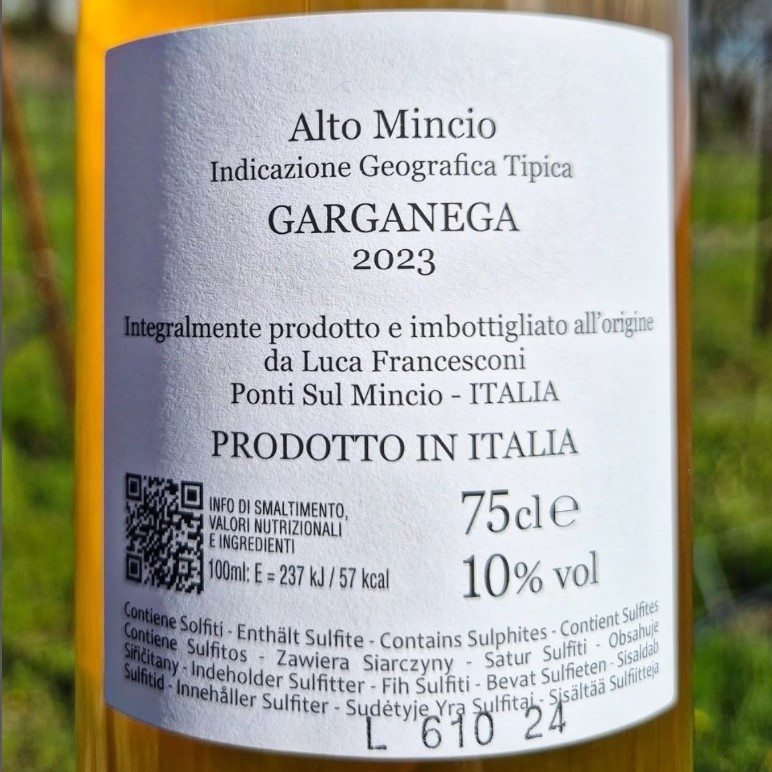 Alto Mincio
Indicazione Geografica Tipica
GARGANEGA
2023
Integralmente prodotto e imbottigliato all'origine
da Luca Francesconi
Ponti Sul Mincio - ITALIA
PRODOTTO IN ITALIA
INFO DI SMALTIMENTO,
VALORI NUTRIZIONALI
E INGREDIENTI
100ml: E = 237 kJ / 57 kcal
75cl e
10% vol
Contiene Solfiti - Enthält Sulfite - Contains Sulphites - Contient Sulfites
Contiene Sulfitos - Zawiera Siarczyny - Satur Sulfiti - Obsahuje
Siřičitany - Indeholder Sulfitter - Fih Sulfiti - Bevat Sulfieten - Sisaldab
Sulfitid - Innehåller Sulfiter - Sudėtyje Yra Sulfitai - Sisältää Sulfiitteja
L 610 24